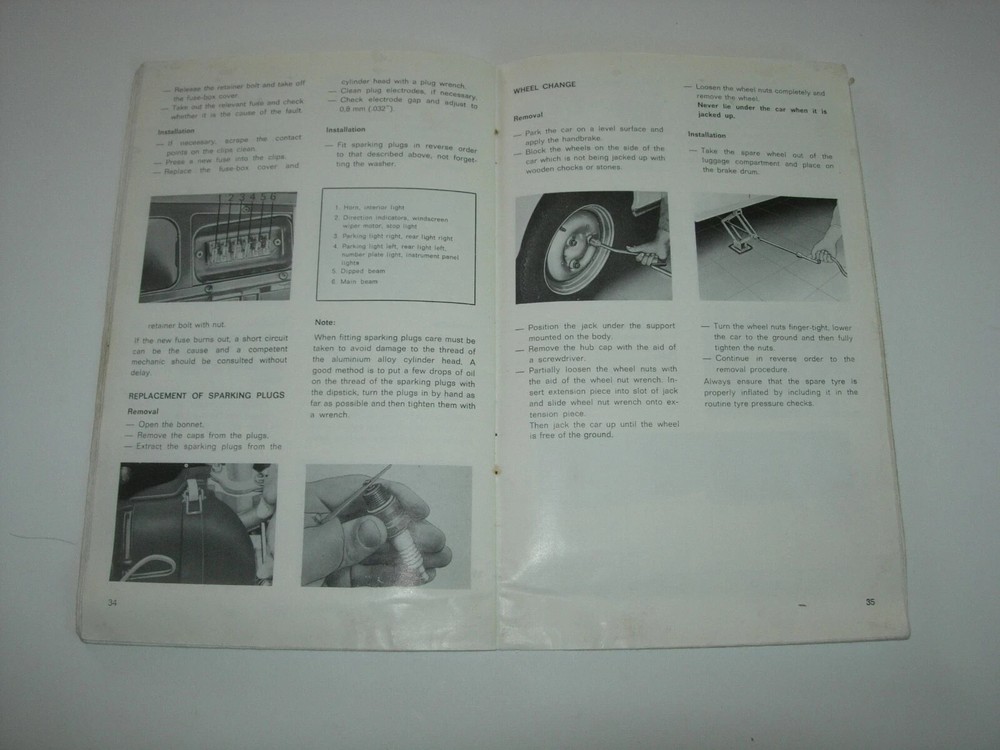 — Release the retainer bolt and take off
the fuse-box cover.
— Take out the relevant fuse and check
whether it is the cause of the fault.
Installation
— If necessary, scrape the contact
points on the clips clean.
— Press a new fuse into the clips.
— Replace the fuse-box cover and
1 2 3 4 5 6
retainer bolt with nut.
If the new fuse burns out, a short circuit
can be the cause and a competent
mechanic should be consulted without
delay.
REPLACEMENT OF SPARKING PLUGS
Removal
— Open the bonnet.
— Remove the caps from the plugs.
— Extract the sparking plugs from the
cylinder head with a plug wrench.
— Clean plug electrodes, if necessary.
— Check electrode gap and adjust to
0,8 mm (.032").
Installation
— Fit sparking plugs in reverse order
to that described above, not forget-
ting the washer.
1. Horn, interior light
2. Direction indicators, windscreen
wiper motor, stop light
3. Parking light right, rear light right
4. Parking light left, rear light left,
number plate light, instrument panel
lights
5. Dipped beam
6. Main beam
Note:
When fitting sparking plugs care must be
taken to avoid damage to the thread of
the aluminium alloy cylinder head. A
good method is to put a few drops of oil
on the thread of the sparking plugs with
the dipstick, turn the plugs in by hand as
far as possible and then tighten them with
a wrench.
34
WHEEL CHANGE
Removal
— Park the car on a level surface and
apply the handbrake.
— Block the wheels on the side of the
car which is not being jacked up with
wooden chocks or stones.
— Position the jack under the support
mounted on the body.
— Remove the hub cap with the aid of
a screwdriver.
— Partially loosen the wheel nuts with
the aid of the wheel nut wrench. In-
sert extension piece into slot of jack
and slide wheel nut wrench onto ex-
tension piece.
Then jack the car up until the wheel
is free of the ground.
— Loosen the wheel nuts completely and
remove the wheel.
Never lie under the car when it is
jacked up.
Installation
— Take the spare wheel out of the
luggage compartment and place on
the brake drum.
— Turn the wheel nuts finger-tight, lower
the car to the ground and then fully
tighten the nuts.
— Continue in reverse order to the
removal procedure
Always ensure that the spare tyre is
properly inflated by including it in the
routine tyre pressure checks.
35